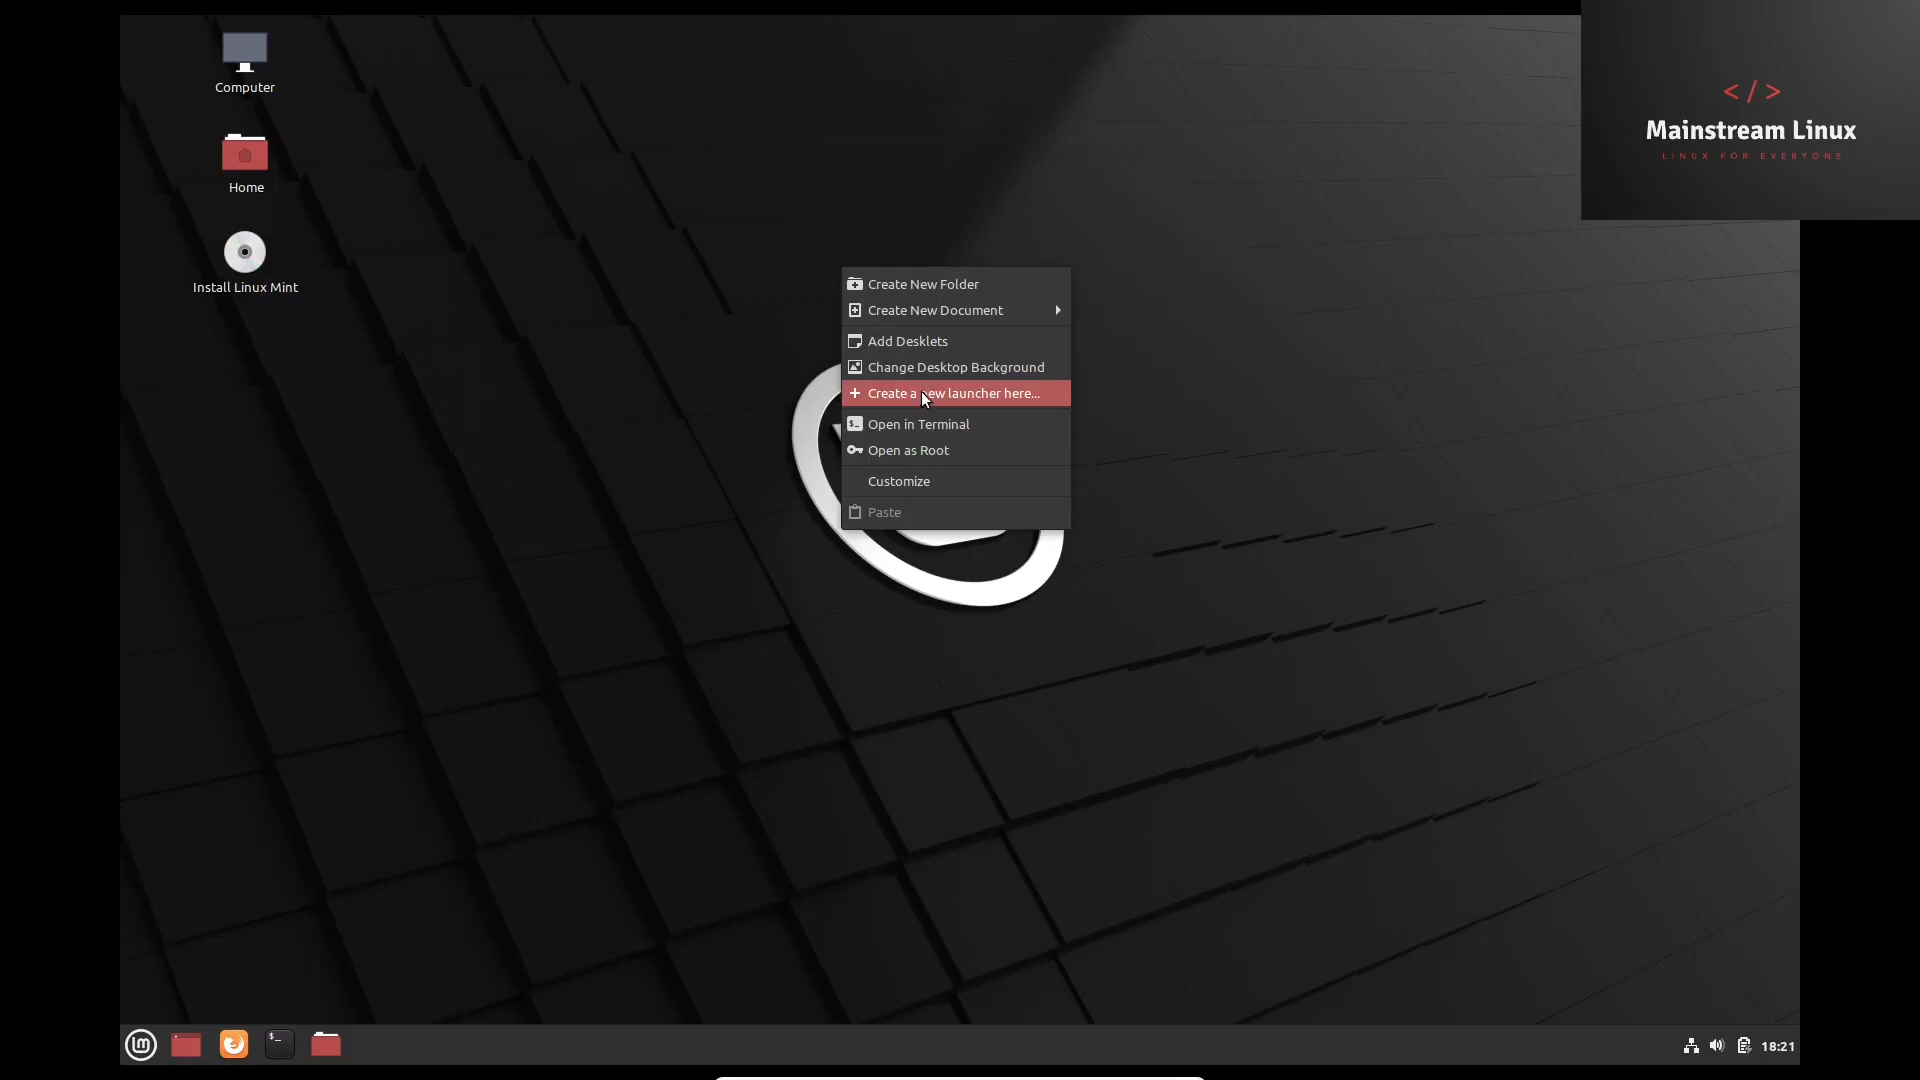 Computer
Home
Install Linux Mint
</>
Mainstream Linux
LINUX FOR EVERYONE
Create New Folder
Create New Document
Add Desklets
Change Desktop Background
Create a new launcher here...
Open in Terminal
Open as Root
Customize
Paste
18:21